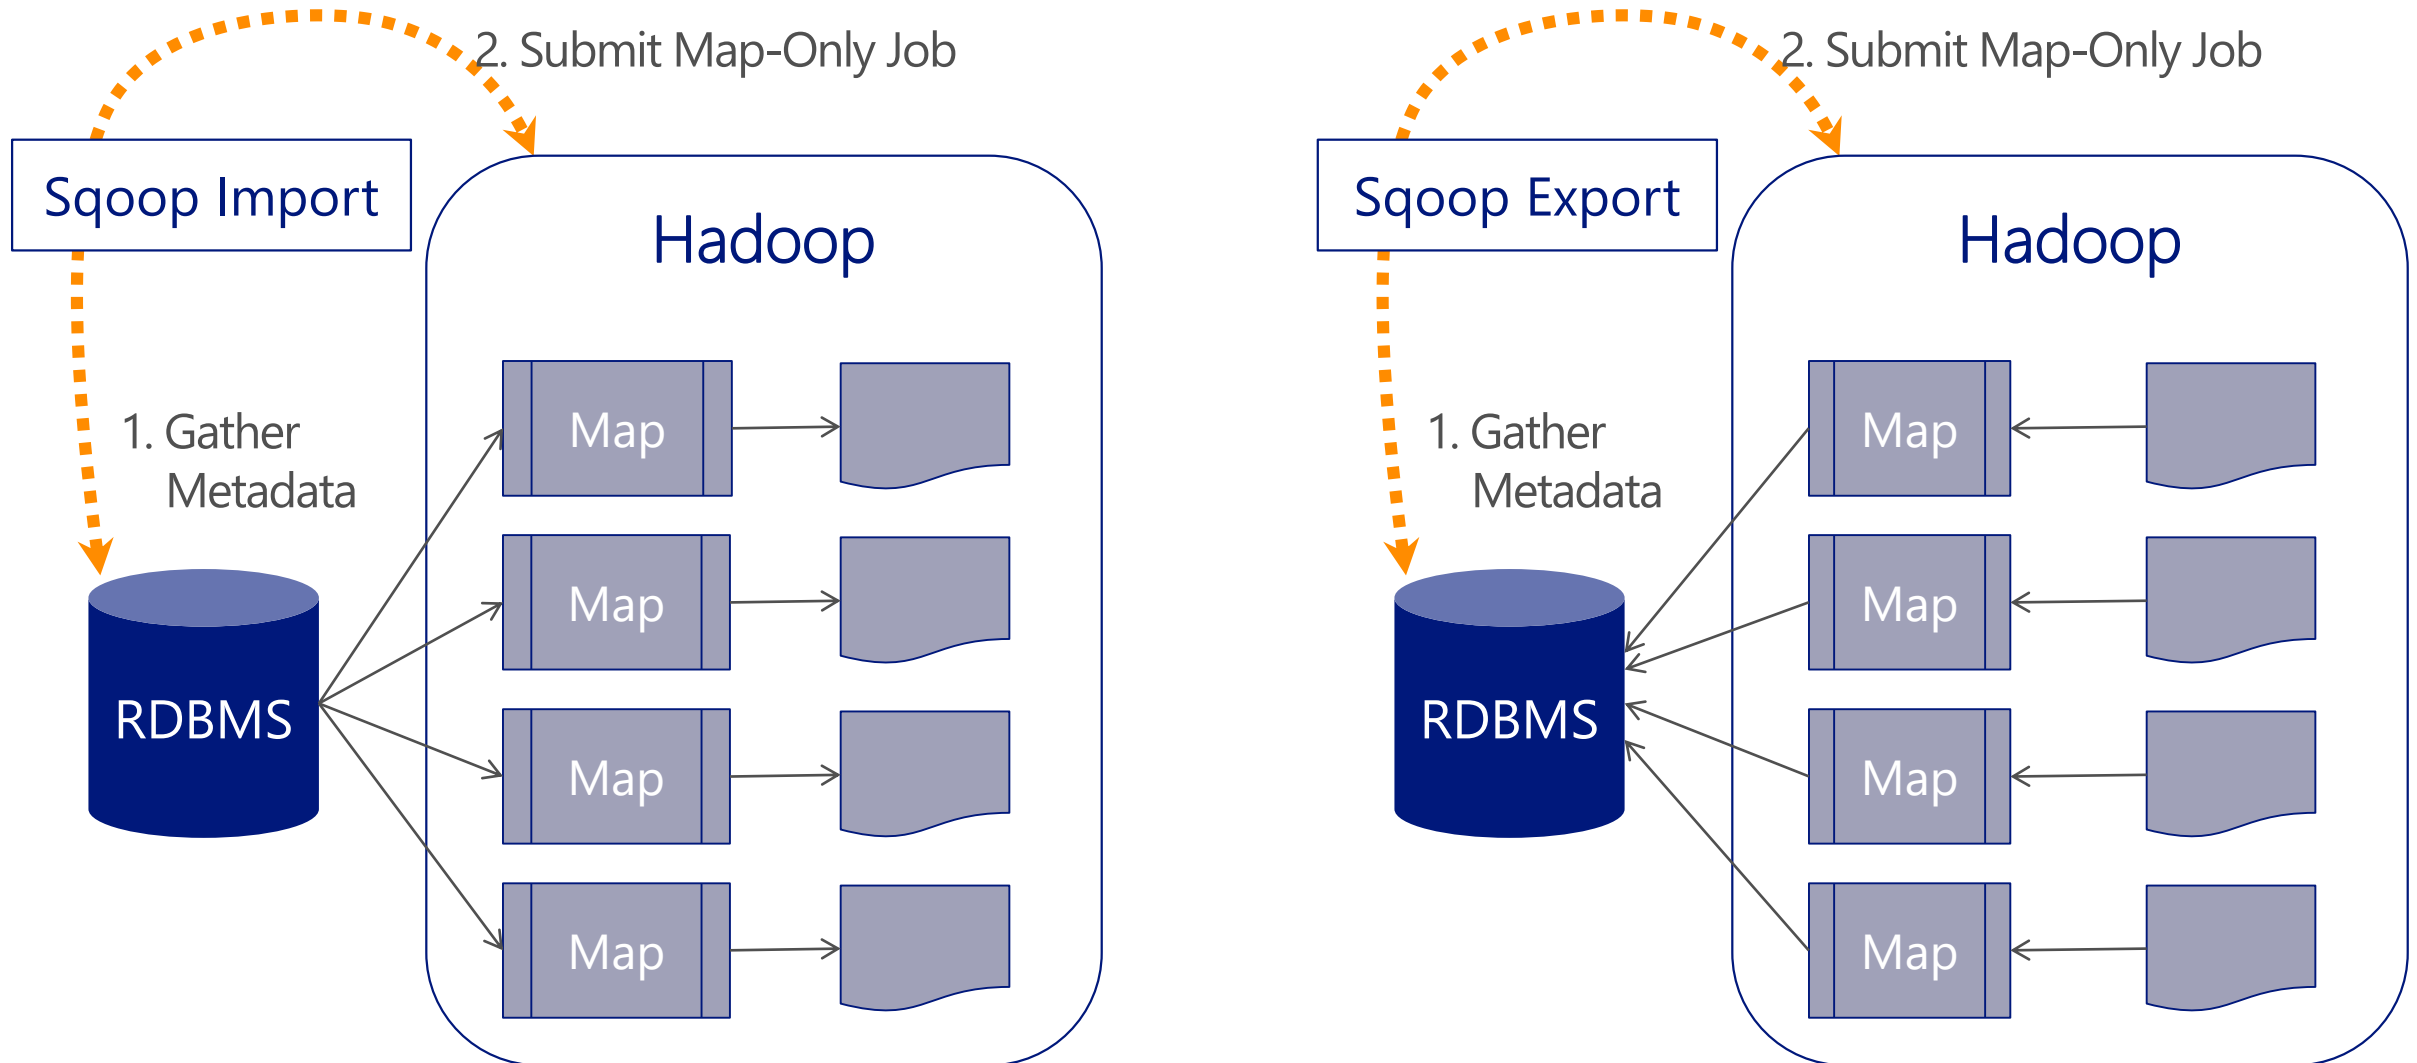 2. Submit Map-Only Job
Sqoop Import
Hadoop
1. Gather
Metadata
Map
Map
Map
Map
RDBMS
2. Submit Map-Only Job
Sqoop Export
Hadoop
1. Gather
Metadata
Map
Map
Map
Map
RDBMS